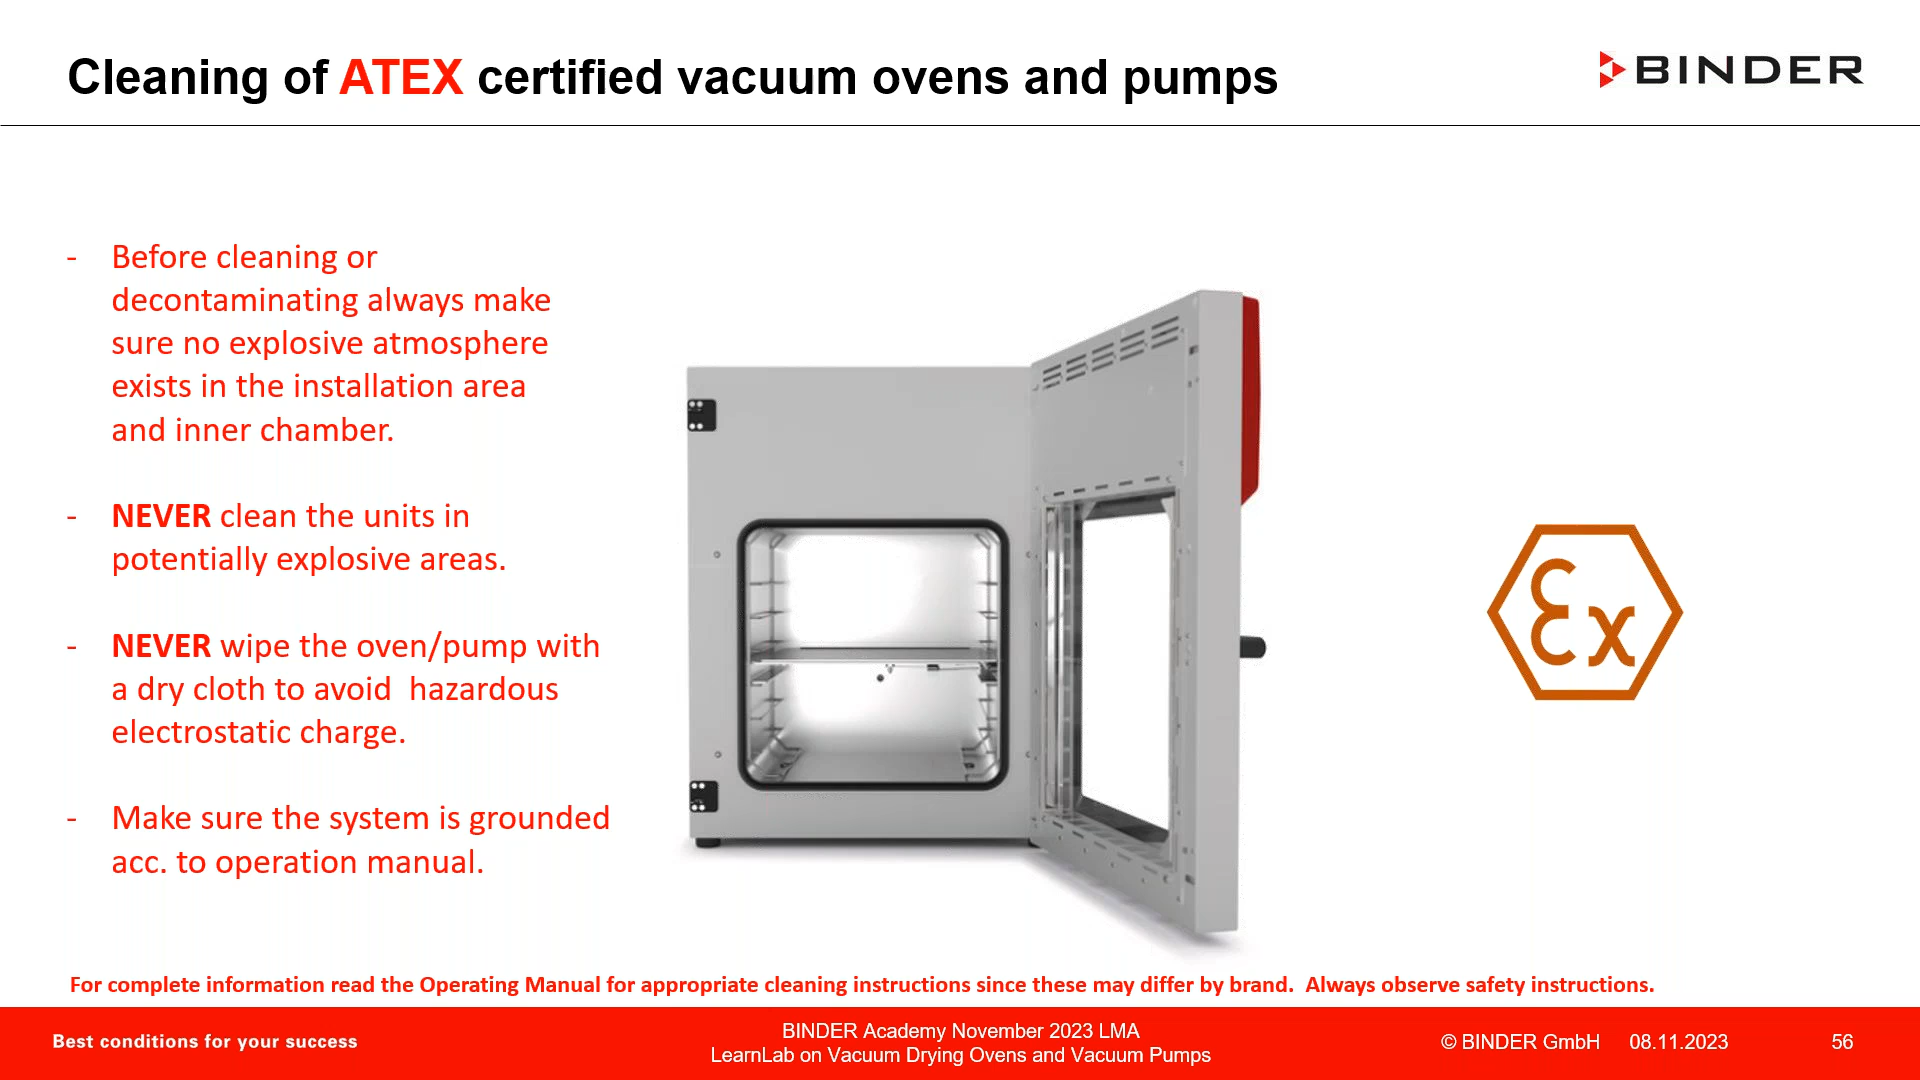 Cleaning of ATEX certified vacuum ovens and pumps
BINDER
- Before cleaning or
decontaminating always make
sure no explosive atmosphere
exists in the installation area
and inner chamber.
- NEVER clean the units in
potentially explosive areas.
- NEVER wipe the oven/pump with
a dry cloth to avoid  hazardous
electrostatic charge.
- Make sure the system is grounded
acc. to operation manual.
Ex
For complete information read the Operating Manual for appropriate cleaning instructions since these may differ by brand.  Always observe safety instructions.
Best conditions for your success
BINDER Academy November 2023 LMA
LearnLab on Vacuum Drying Ovens and Vacuum Pumps
© BINDER GmbH 08.11.2023 56